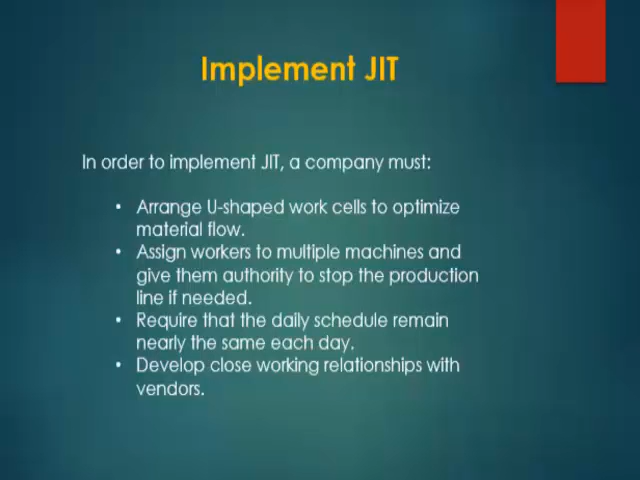 Implement JIT
In order to implement JIT, a company must:
• Arrange U-shaped work cells to optimize
material flow.
• Assign workers to multiple machines and
give them authority to stop the production
line if needed.
• Require that the daily schedule remain
nearly the same each day.
• Develop close working relationships with
vendors.